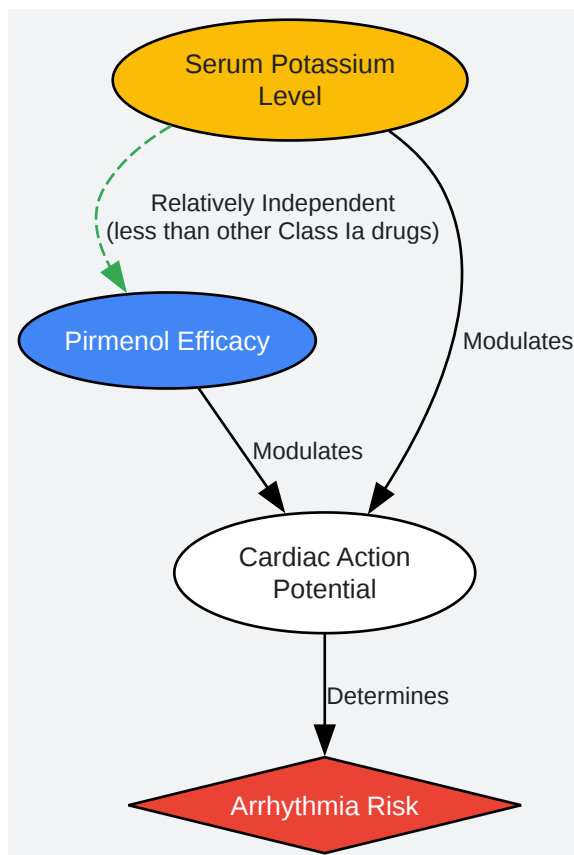 Serum Potassium
Level
Relatively Independent
(less than other Class Ia drugs)
Pirmenol Efficacy
Modulates
Modulates
Cardiac Action
Potential
Determines
Arrhythmia Risk